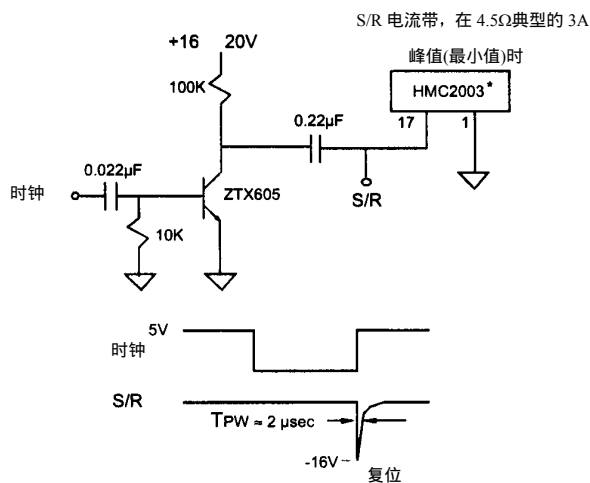 S/R 电流带，在 4.5Ω典型的 3A
峰值(最小值)时
+16 20V
HMC2003*
100K
17 1
0.22µF
0.022µF
时钟
ZTX605
S/R
10K
5V
时钟
S/R
TPW ≈ 2 µsec
-16V
复位